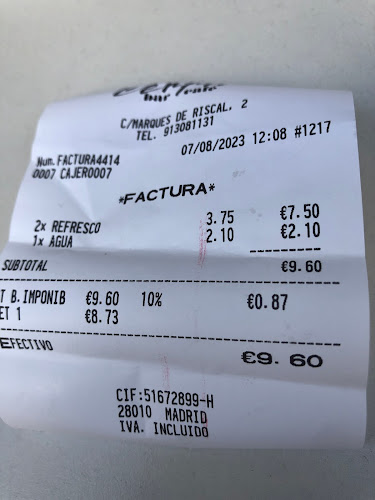 bar café
C/MARQUES DE RISCAL, 2
TEL. 913081131
07/08/2023 12:08 #1217
Num. FACTURA4414
0007 CAJERO0007
*FACTURA*
2x REFRESCO 3.75 €7.50
1x AGUA 2.10 €2.10
SUBTOTAL €9.60
T B.IMPONIB €9.60 10% €0.87
ET 1 €8.73
EFECTIVO €9.60
CIF:51672899-H
28010 MADRID
IVA. INCLUIDO